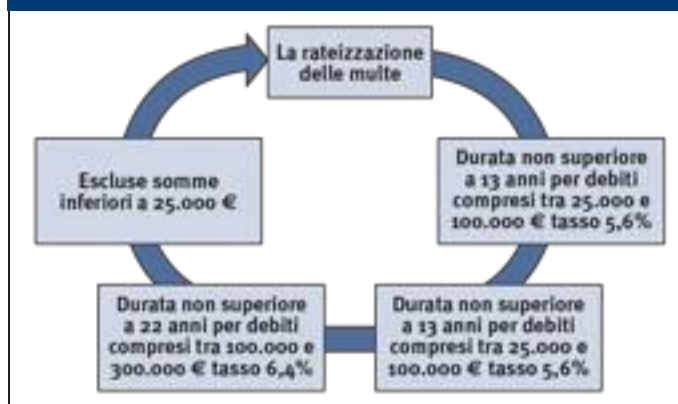 La rateizzazione
delle multe
Durata non superiore
a 13 anni per debiti
compresi tra 25.000 e
100.000 € tasso 5,6%
Durata non superiore
a 13 anni per debiti
compresi tra 25.000 e
100.000 € tasso 5,6%
Durata non superiore
a 22 anni per debiti
compresi tra 100.000 e
300.000 € tasso 6,4%
Escluse somme
inferiori a 25.000 €